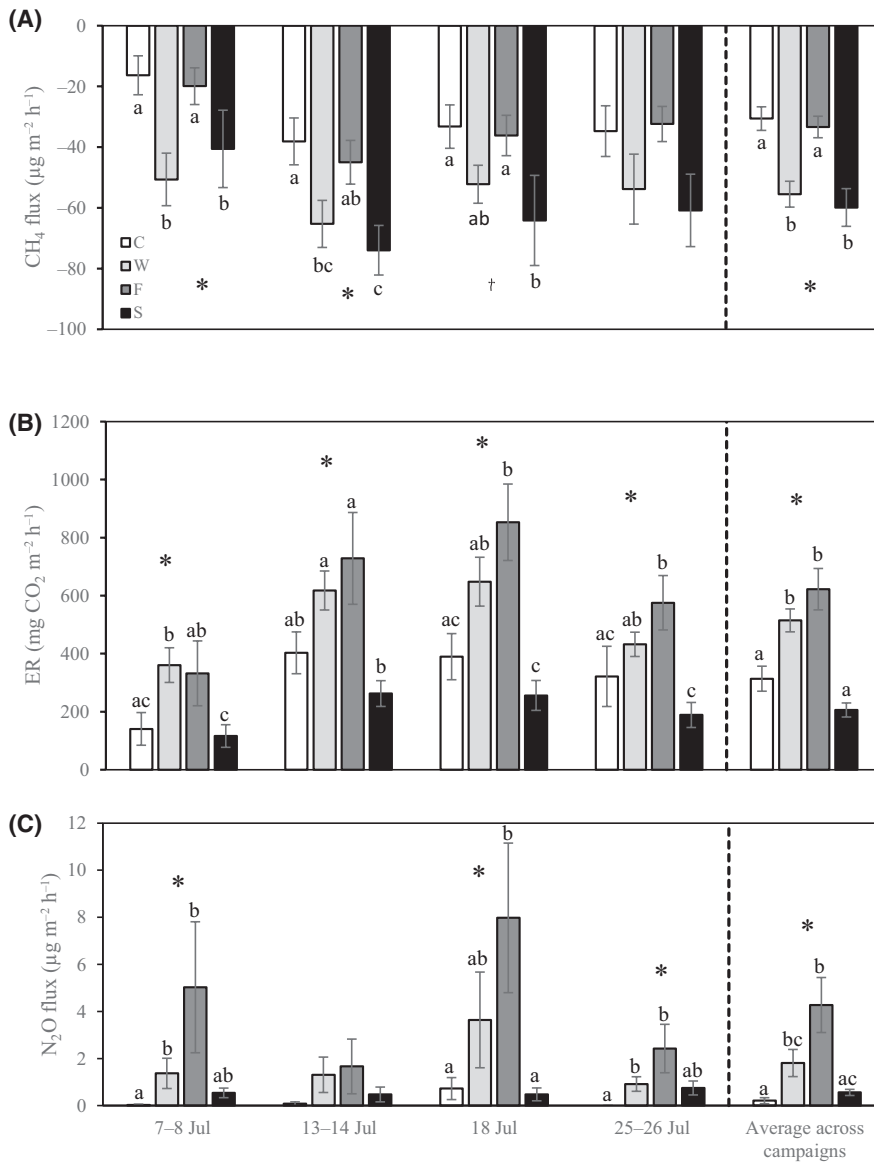 (A)
0
–20
–40
–60
–80
–100
CH₄ flux (µg m⁻² h⁻¹)
a b a b
a bc ab c
a ab a b
a b a b
C
W
F
S
* * † *
(B)
1200
1000
800
600
400
200
0
ER (mg CO₂ m⁻² h⁻¹)
* * * * *
ac b ab c
ab a a b
ac ab b c
ac ab b c
a b b a
(C)
12
10
8
6
4
2
0
N₂O flux (µg m⁻² h⁻¹)
* * * *
a b b ab
a ab b a
a b b ab
a bc b ac
7–8 Jul
13–14 Jul
18 Jul
25–26 Jul
Average across
campaigns